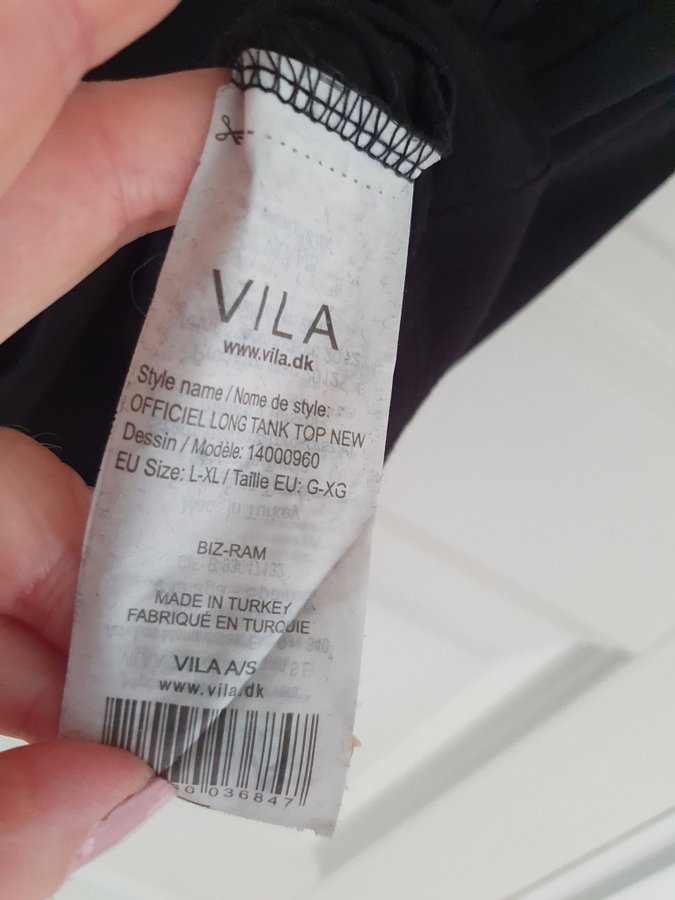 VILA
www.vila.dk
Style name / Nome de style:
OFFICIEL LONG TANK TOP NEW
Dessin / Modèle: 14000960
EU Size: L-XL / Taille EU: G-XG
BIZ-RAM
MADE IN TURKEY
FABRIQUÉ EN TURQUIE
VILA A/S
www.vila.dk
036847